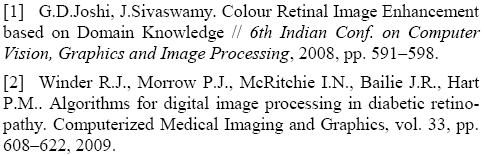 [1] G.D.Joshi, J.Sivaswamy. Colour Retinal Image Enhancement
based on Domain Knowledge // 6th Indian Conf. on Computer
Vision, Graphics and Image Processing, 2008, pp. 591–598.
[2] Winder R.J., Morrow P.J., McRitchie I.N., Bailie J.R., Hart
P.M.. Algorithms for digital image processing in diabetic retino-
pathy. Computerized Medical Imaging and Graphics, vol. 33, pp.
608–622, 2009.